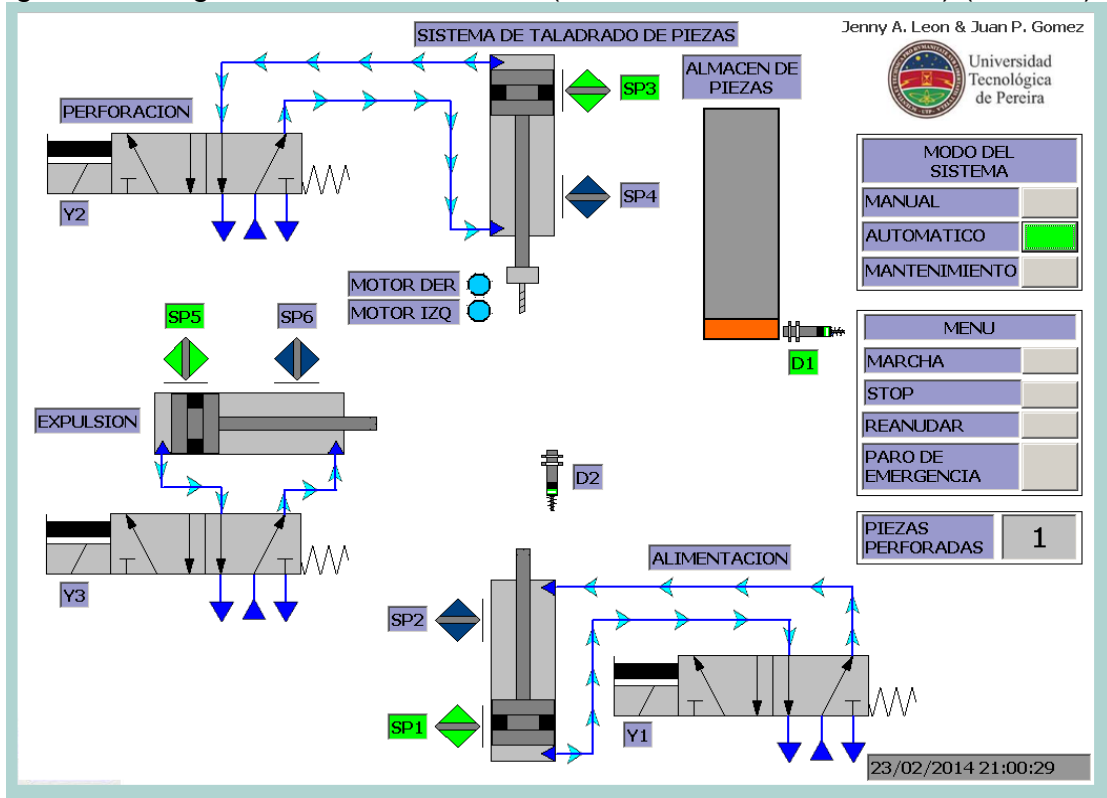 SISTEMA DE TALADRADO DE PIEZAS
Jenny A. Leon & Juan P. Gomez
Universidad
Tecnológica
de Pereira
ALMACEN DE
PIEZAS
SP3
PERFORACION
SP4
Y2
MOTOR DER
MOTOR IZQ
D1
MODO DEL
SISTEMA
MANUAL
AUTOMATICO
MANTENIMIENTO
MENU
MARCHA
STOP
REANUDAR
PARO DE
EMERGENCIA
PIEZAS
PERFORADAS
1
SP5
SP6
EXPULSION
D2
Y3
ALIMENTACION
SP2
SP1
Y1
23/02/2014 21:00:29